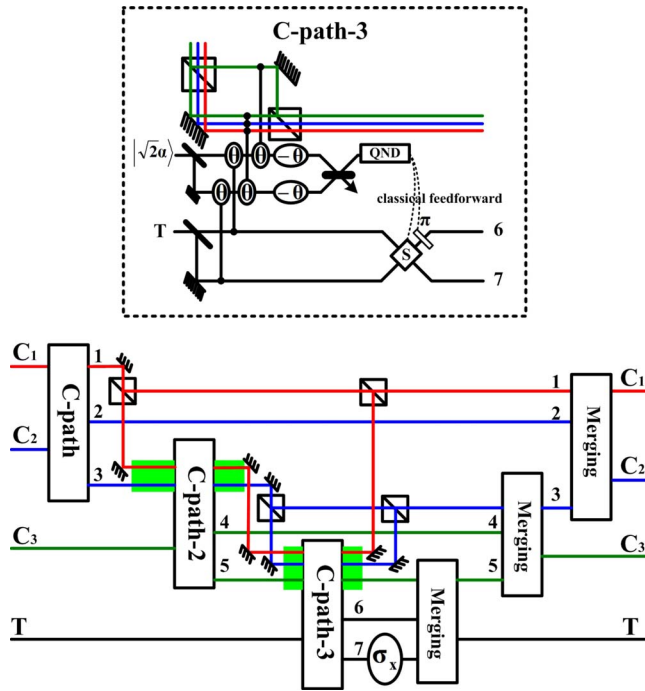 C-path-3
|√2α⟩
θ
θ
−θ
QND
θ
θ
−θ
classical feedforward
π
T
6
S
7
C₁
1
1
C₁
C-path
2
2
Merging
C₂
3
C-path-2
4
4
Merging
3
C₂
C₃
5
5
C₃
C-path-3
6
Merging
T
7
σₓ
T